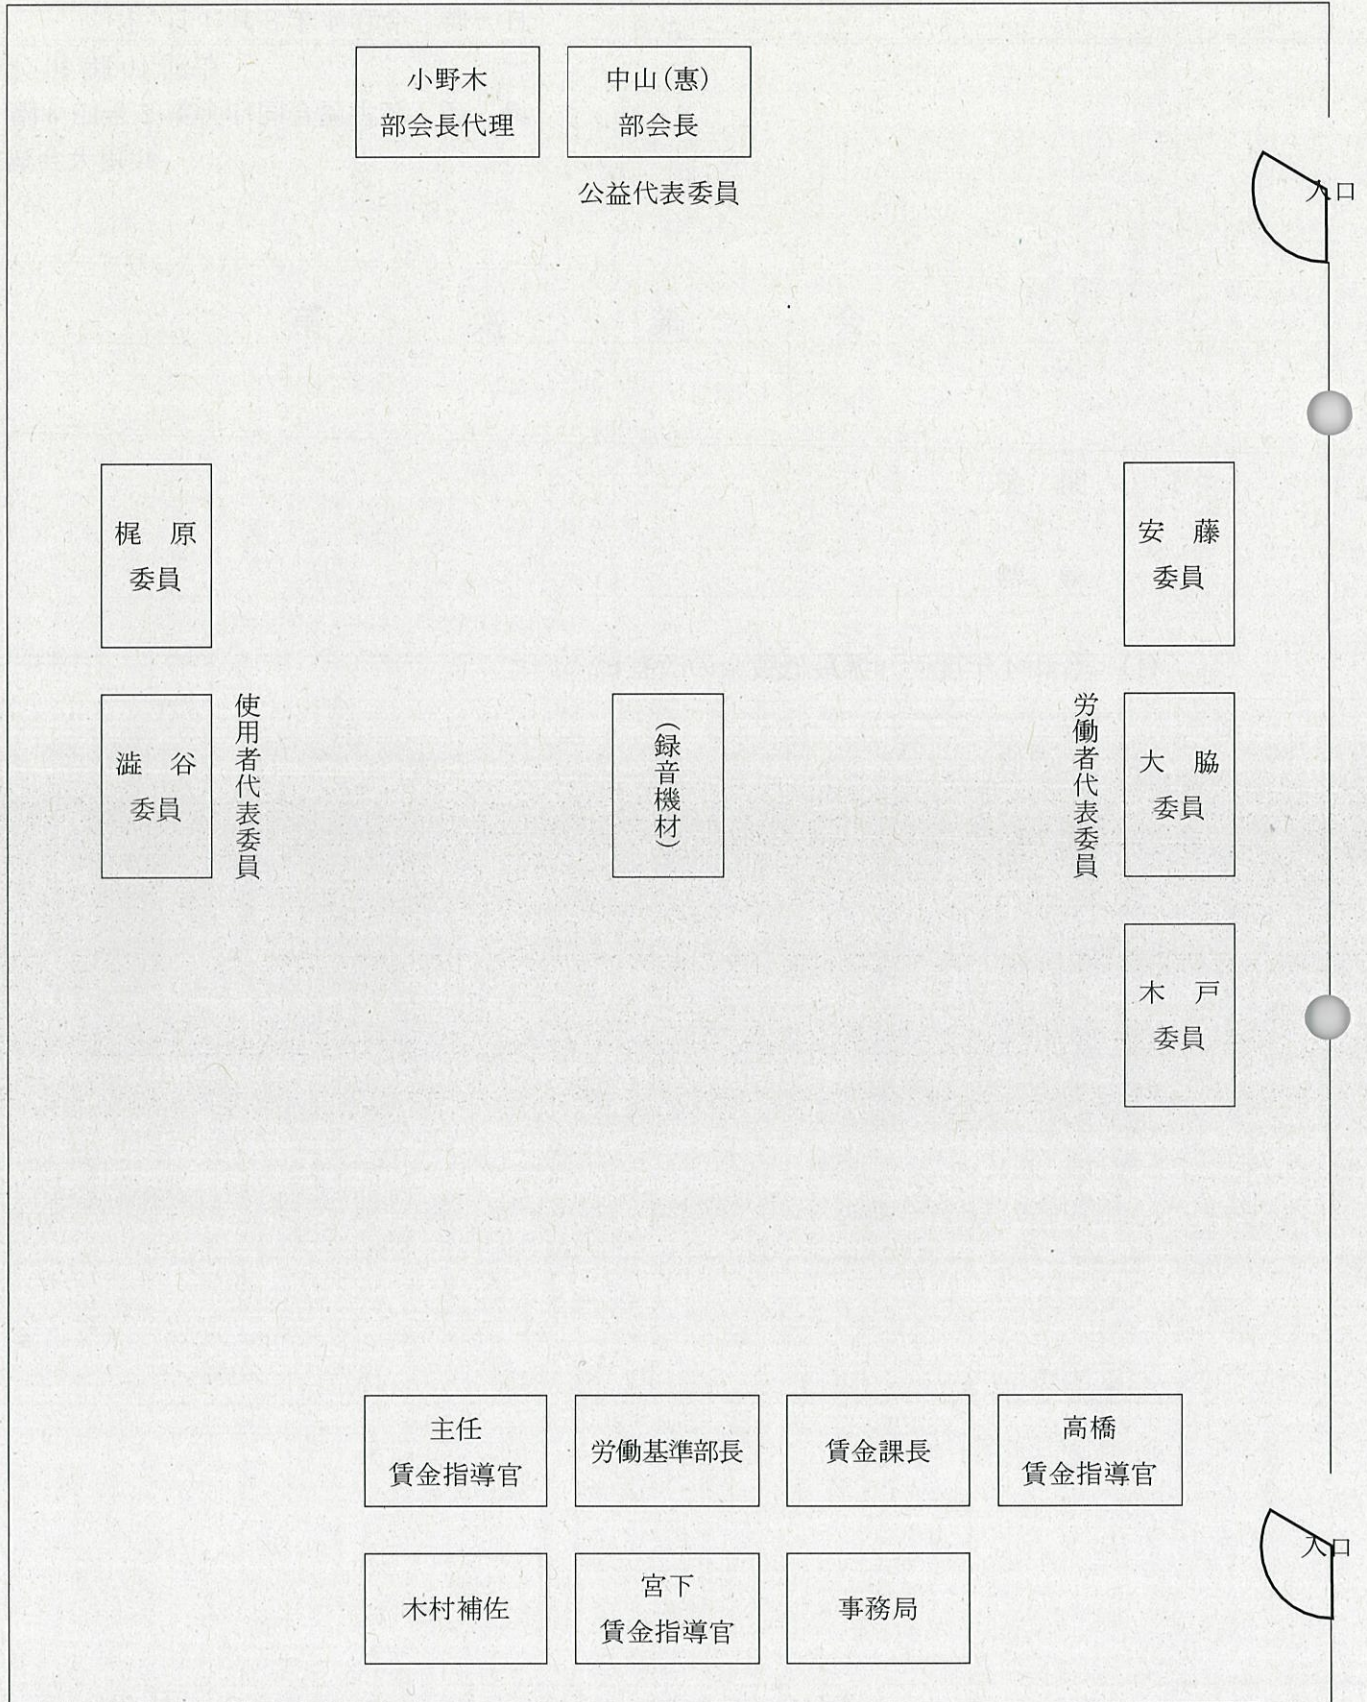 小野木
部会長代理
中山(惠)
部会長
公益代表委員
入口
梶　原
委員
澁　谷
委員
使用者代表委員
(録音機材)
労働者代表委員
安　藤
委員
大　脇
委員
木　戸
委員
主任
賃金指導官
労働基準部長
賃金課長
高橋
賃金指導官
入口
木村補佐
宮下
賃金指導官
事務局